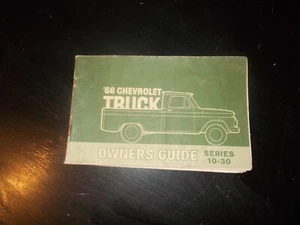 '66 CHEVROLET
TRUCK
OWNERS GUIDE SERIES
10-30